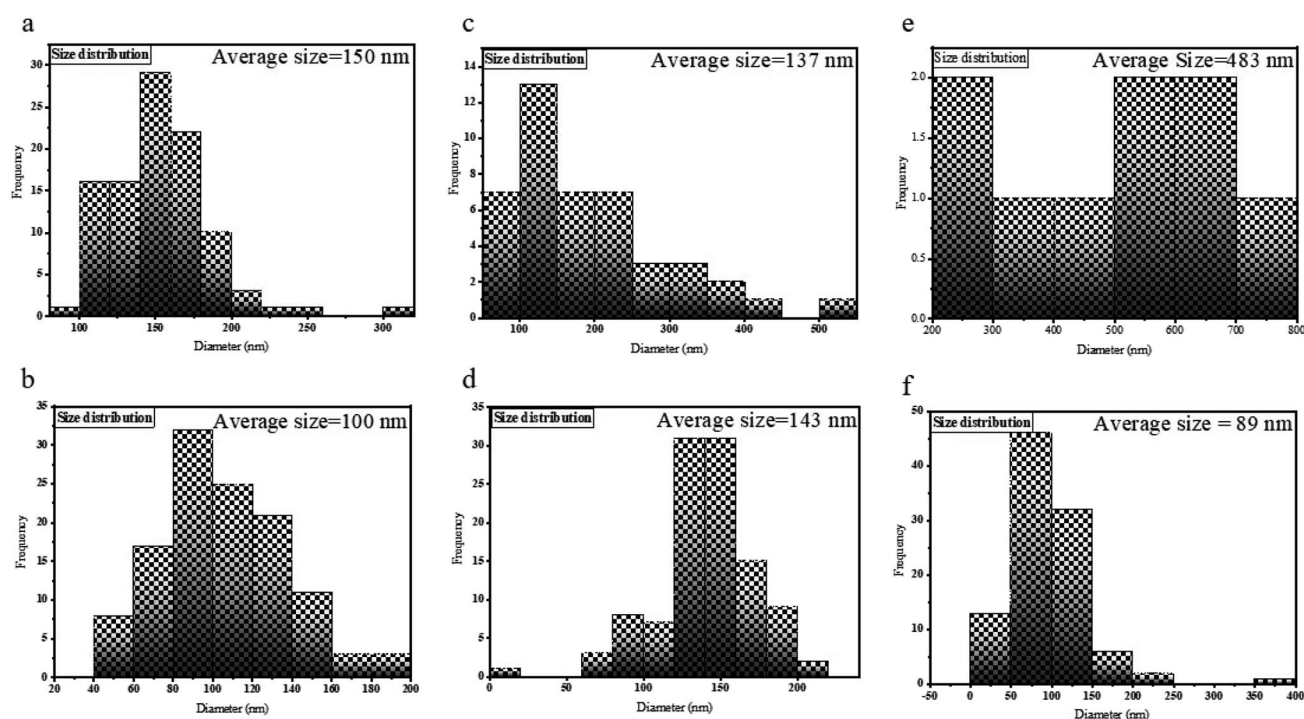 a
Size distribution
Average size=150 nm
30
25
20
15
10
5
0
100
150
200
250
300
Frequency
Diameter (nm)
c
Size distribution
Average size=137 nm
14
12
10
8
6
4
2
0
100
200
300
400
500
Frequency
Diameter (nm)
e
Size distribution
Average Size=483 nm
2.0
1.5
1.0
0.5
0.0
200
300
400
500
600
700
800
Frequency
Diameter (nm)
b
Size distribution
Average size=100 nm
35
30
25
20
15
10
5
0
20
40
60
80
100
120
140
160
180
200
Frequency
Diameter (nm)
d
Size distribution
Average size=143 nm
35
30
25
20
15
10
5
0
0
50
100
150
200
Frequency
Diameter (nm)
f
Size distribution
Average size = 89 nm
50
40
30
20
10
0
-50
0
50
100
150
200
250
300
350
400
Frequency
Diameter (nm)